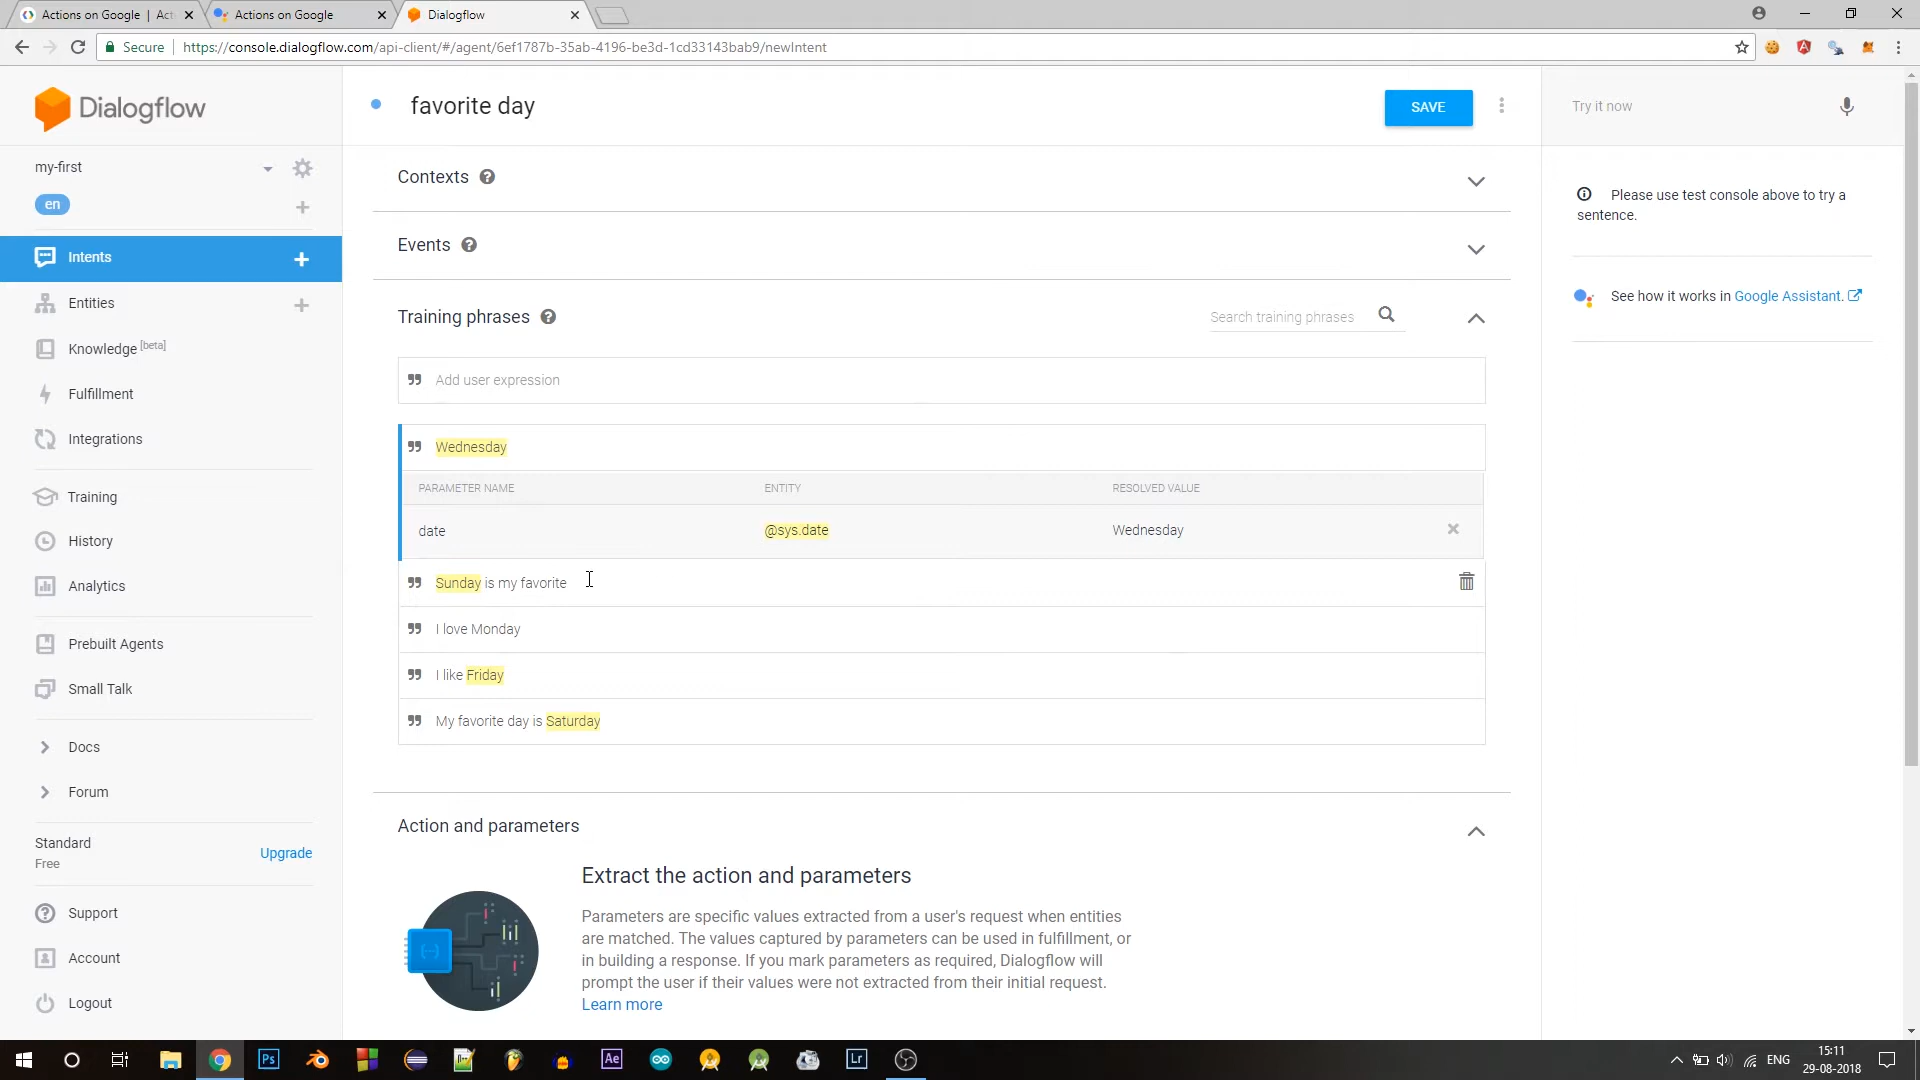 Actions on Google | Act
Actions on Google
Dialogflow
Secure
https://console.dialogflow.com/api-client/#/agent/6ef1787b-35ab-4196-be3d-1cd33143bab9/newIntent
Dialogflow
my-first
en
Intents
Entities
Knowledge [beta]
Fulfillment
Integrations
Training
History
Analytics
Prebuilt Agents
Small Talk
Docs
Forum
Standard
Free
Upgrade
Support
Account
Logout
favorite day
SAVE
Contexts
Events
Training phrases
Search training phrases
Add user expression
Wednesday
PARAMETER NAME ENTITY RESOLVED VALUE
date @sys.date Wednesday
Sunday is my favorite
I love Monday
I like Friday
My favorite day is Saturday
Action and parameters
Extract the action and parameters
Parameters are specific values extracted from a user's request when entities
are matched. The values captured by parameters can be used in fulfillment, or
in building a response. If you mark parameters as required, Dialogflow will
prompt the user if their values were not extracted from their initial request.
Learn more
Try it now
Please use test console above to try a
sentence.
See how it works in Google Assistant.
Ps
Ae
Lr
ENG
15:11
29-08-2018